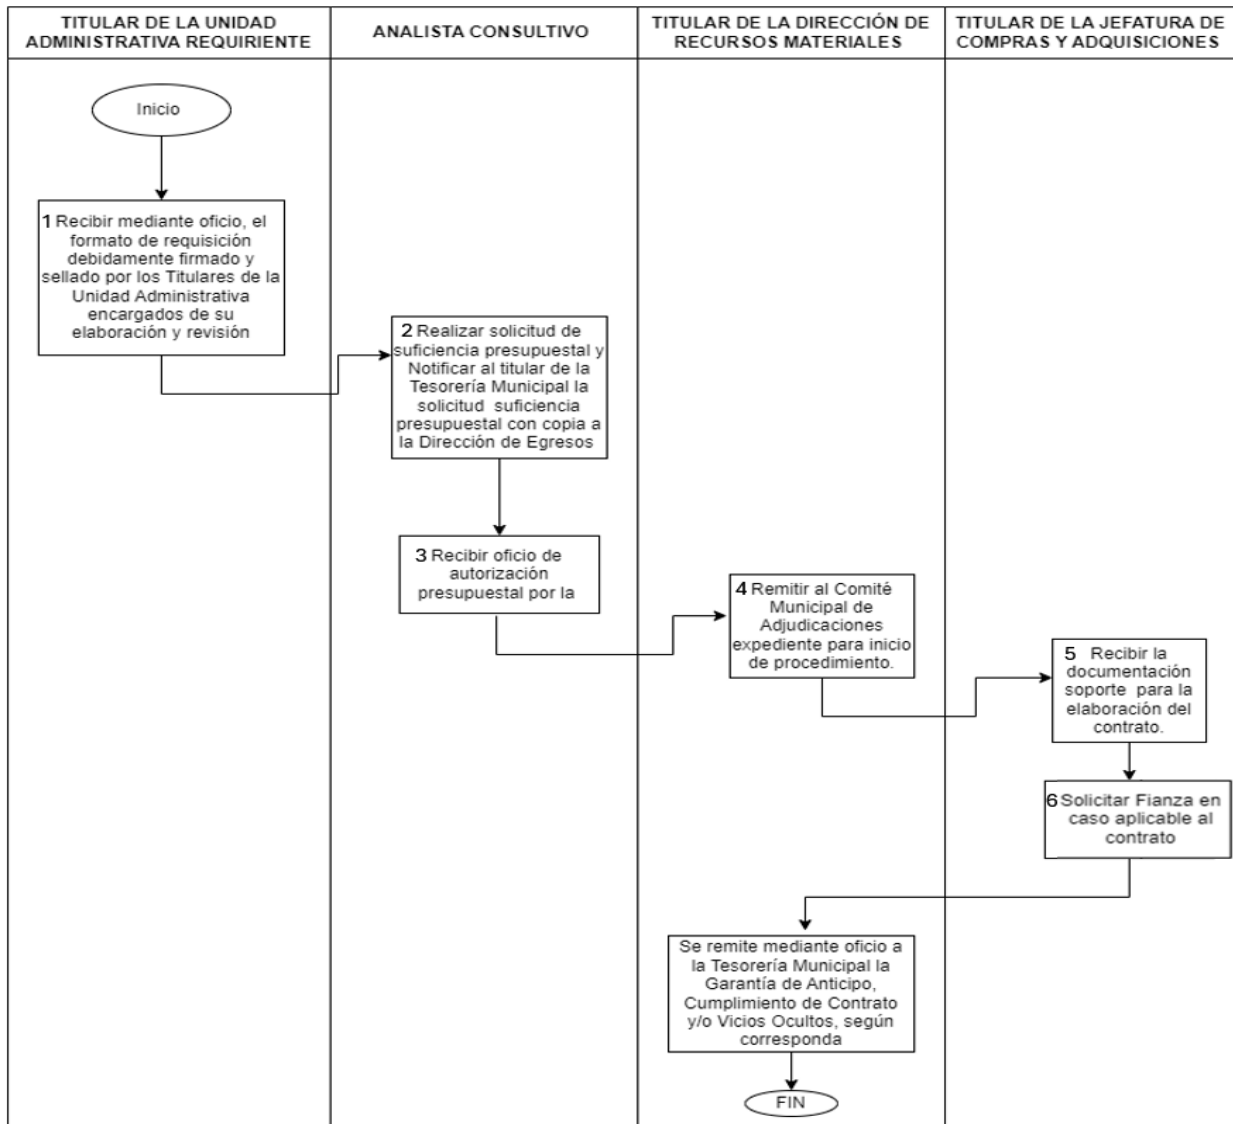 TITULAR DE LA UNIDAD
ADMINISTRATIVA REQUIRIENTE
ANALISTA CONSULTIVO
TITULAR DE LA DIRECCIÓN DE
RECURSOS MATERIALES
TITULAR DE LA JEFATURA DE
COMPRAS Y ADQUISICIONES
Inicio
1 Recibir mediante oficio, el
formato de requisición
debidamente firmado y
sellado por los Titulares de la
Unidad Administrativa
encargados de su
elaboración y revisión
2 Realizar solicitud de
suficiencia presupuestal y
Notificar al titular de la
Tesorería Municipal la
solicitud suficiencia
presupuestal con copia a
la Dirección de Egresos
3 Recibir oficio de
autorización
presupuestal por la
4 Remitir al Comité
Municipal de
Adjudicaciones
expediente para inicio
de procedimiento.
5 Recibir la
documentación
soporte para la
elaboración del
contrato.
6 Solicitar Fianza en
caso aplicable al
contrato
Se remite mediante oficio a
la Tesorería Municipal la
Garantía de Anticipo,
Cumplimiento de Contrato
y/o Vicios Ocultos, según
corresponda
FIN